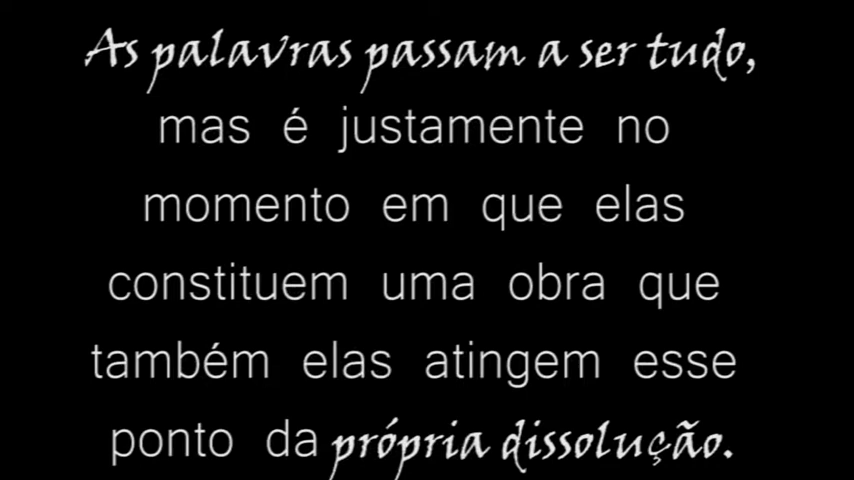 As palavras passam a ser tudo,
mas é justamente no
momento em que elas
constituem uma obra que
também elas atingem esse
ponto da própria dissolução.